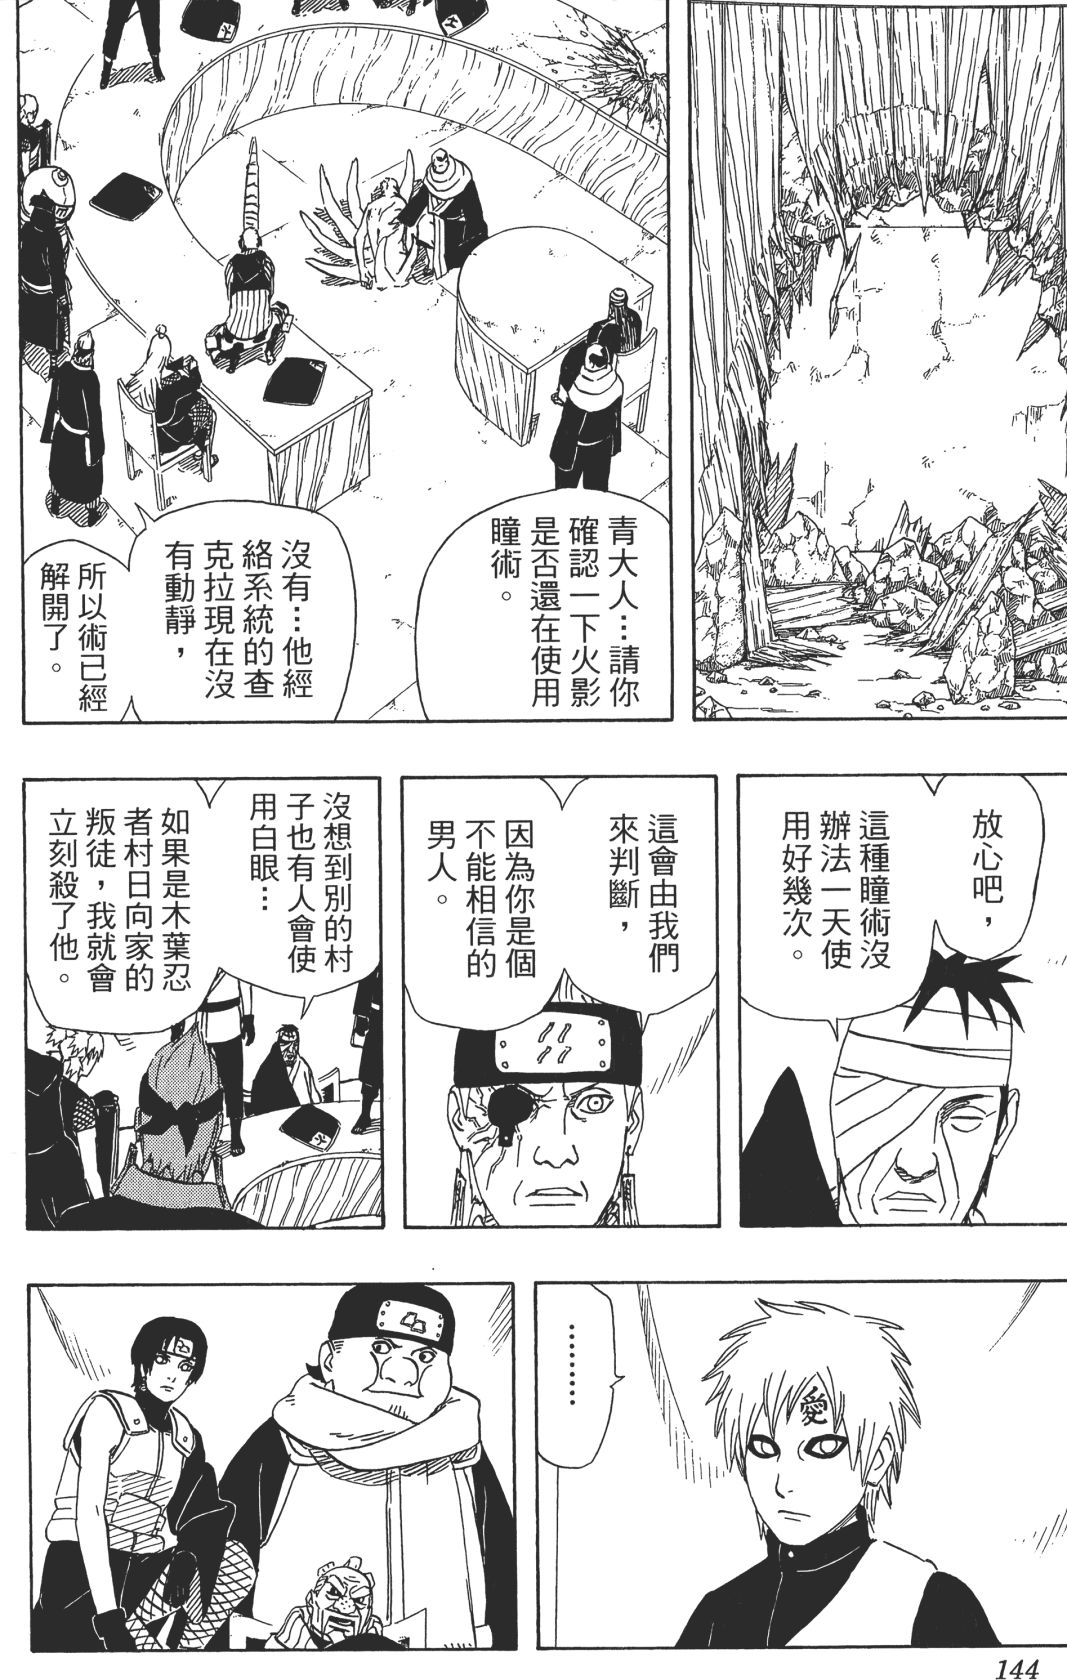 青大人…請你
確認一下火影
是否還在使用
瞳術。
沒有…他經
絡系統的查
克拉現在沒
有動靜，
所以術已經
解開了。
放心吧，
這種瞳術沒
辦法一天使
用好幾次。
這會由我們
來判斷，
因為你是個
不能相信的
男人。
沒想到別的村
子也有人會使
用白眼…
如果是木葉忍
者村日向家的
叛徒，我就會
立刻殺了他。
………
愛
144